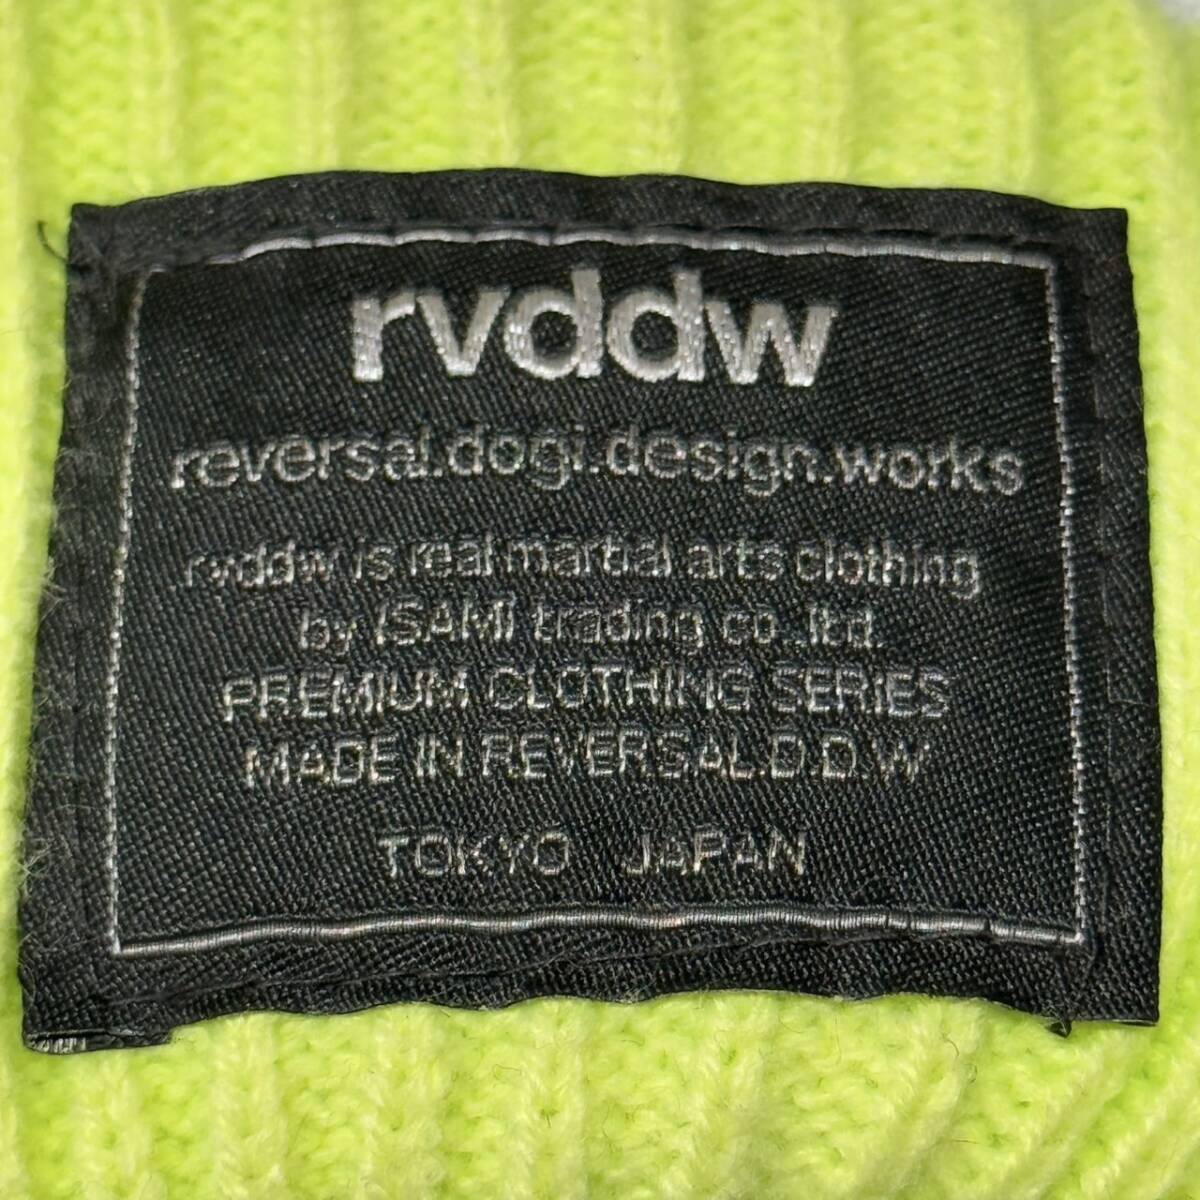 rvddw
reversal.dogi.design.works
rvddw is real martial arts clothing
by ISAMI trading co.,ltd.
PREMIUM CLOTHING SERIES
MADE IN REVERSAL.D.D.W
TOKYO JAPAN